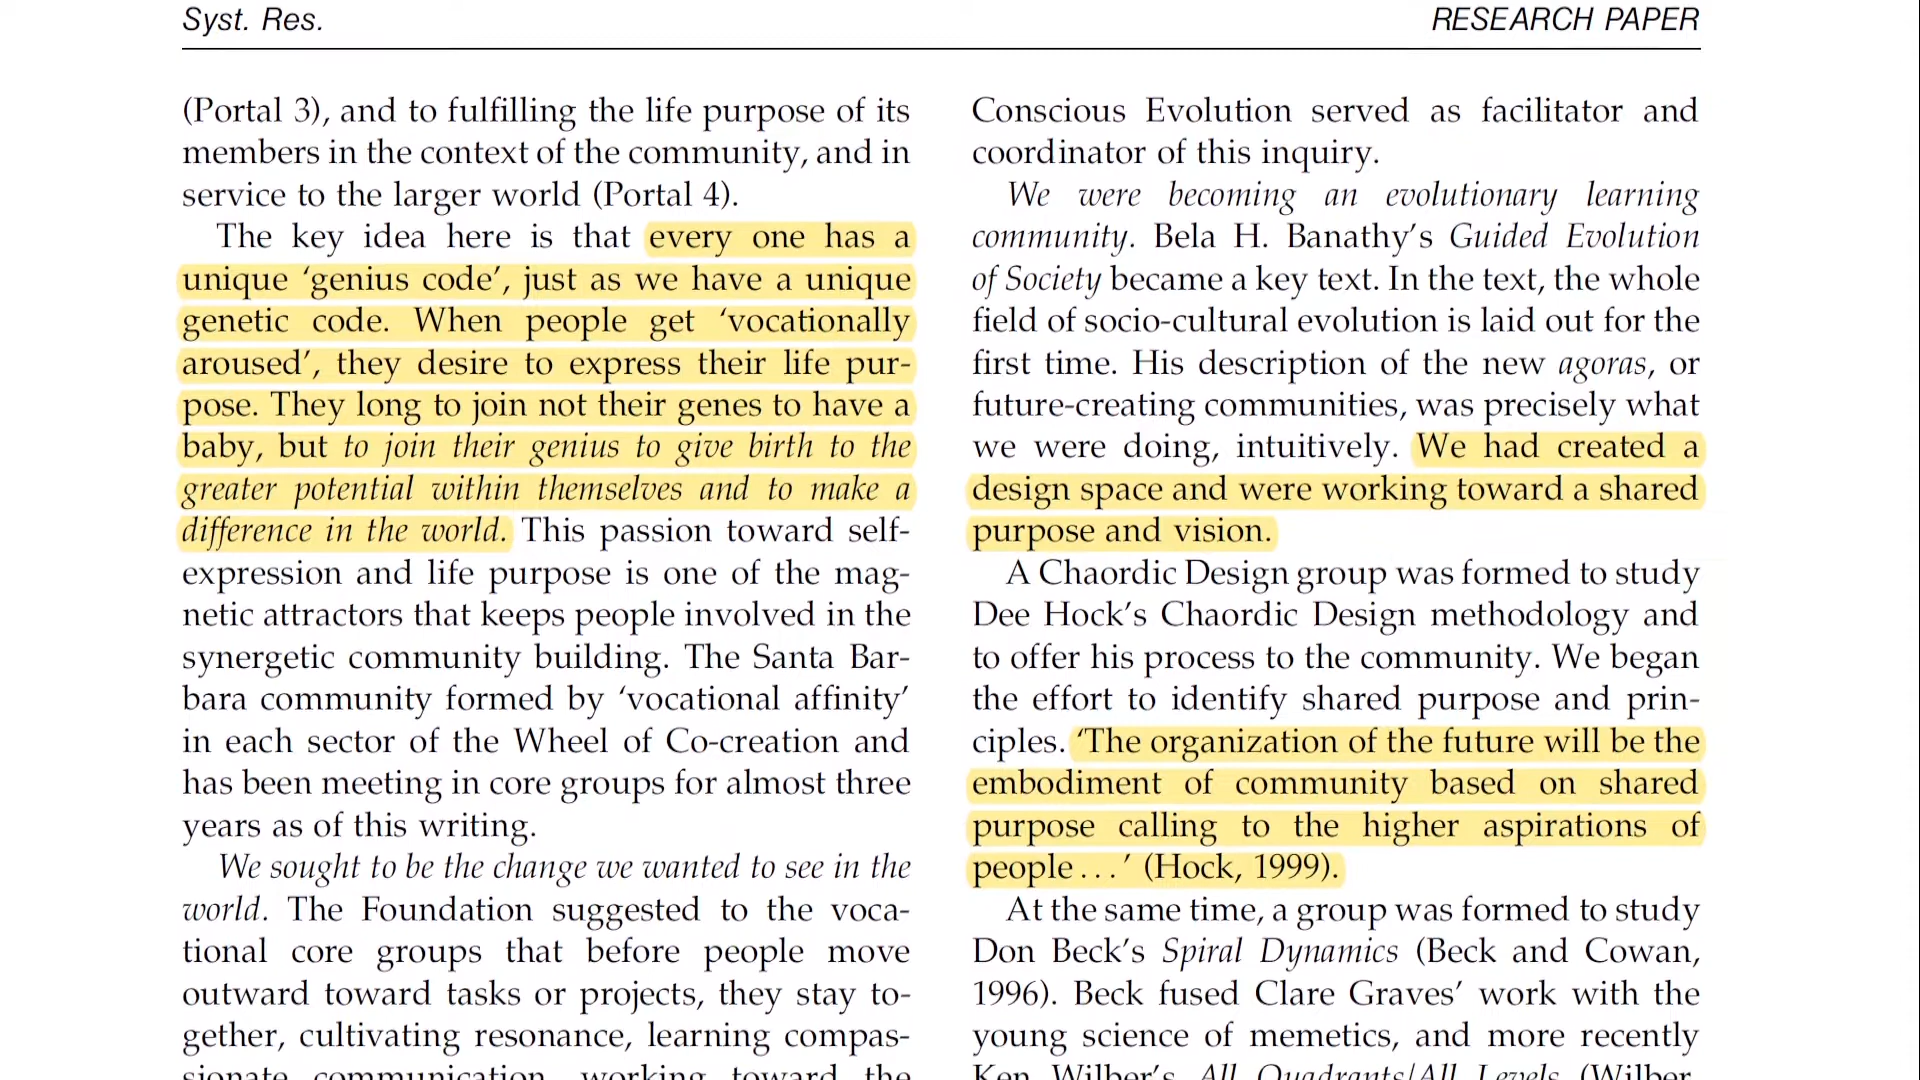 Syst. Res.
RESEARCH PAPER
(Portal 3), and to fulfilling the life purpose of its
members in the context of the community, and in
service to the larger world (Portal 4).
The key idea here is that every one has a
unique ‘genius code’, just as we have a unique
genetic code. When people get ‘vocationally
aroused’, they desire to express their life pur-
pose. They long to join not their genes to have a
baby, but to join their genius to give birth to the
greater potential within themselves and to make a
difference in the world. This passion toward self-
expression and life purpose is one of the mag-
netic attractors that keeps people involved in the
synergetic community building. The Santa Bar-
bara community formed by ‘vocational affinity’
in each sector of the Wheel of Co-creation and
has been meeting in core groups for almost three
years as of this writing.
We sought to be the change we wanted to see in the
world. The Foundation suggested to the voca-
tional core groups that before people move
outward toward tasks or projects, they stay to-
gether, cultivating resonance, learning compas-
sionate communication, working toward the
Conscious Evolution served as facilitator and
coordinator of this inquiry.
We were becoming an evolutionary learning
community. Bela H. Banathy’s Guided Evolution
of Society became a key text. In the text, the whole
field of socio-cultural evolution is laid out for the
first time. His description of the new agoras, or
future-creating communities, was precisely what
we were doing, intuitively. We had created a
design space and were working toward a shared
purpose and vision.
A Chaordic Design group was formed to study
Dee Hock’s Chaordic Design methodology and
to offer his process to the community. We began
the effort to identify shared purpose and prin-
ciples. ‘The organization of the future will be the
embodiment of community based on shared
purpose calling to the higher aspirations of
people . . . ’ (Hock, 1999).
At the same time, a group was formed to study
Don Beck’s Spiral Dynamics (Beck and Cowan,
1996). Beck fused Clare Graves’ work with the
young science of memetics, and more recently
Ken Wilber’s All Quadrants/All Levels (Wilber,